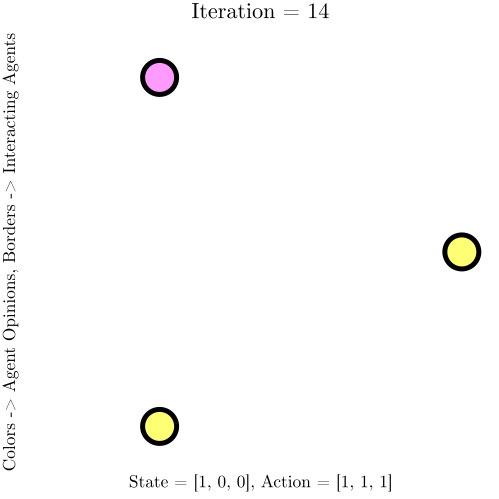 Iteration = 14
Colors -> Agent Opinions, Borders -> Interacting Agents
State = [1, 0, 0], Action = [1, 1, 1]